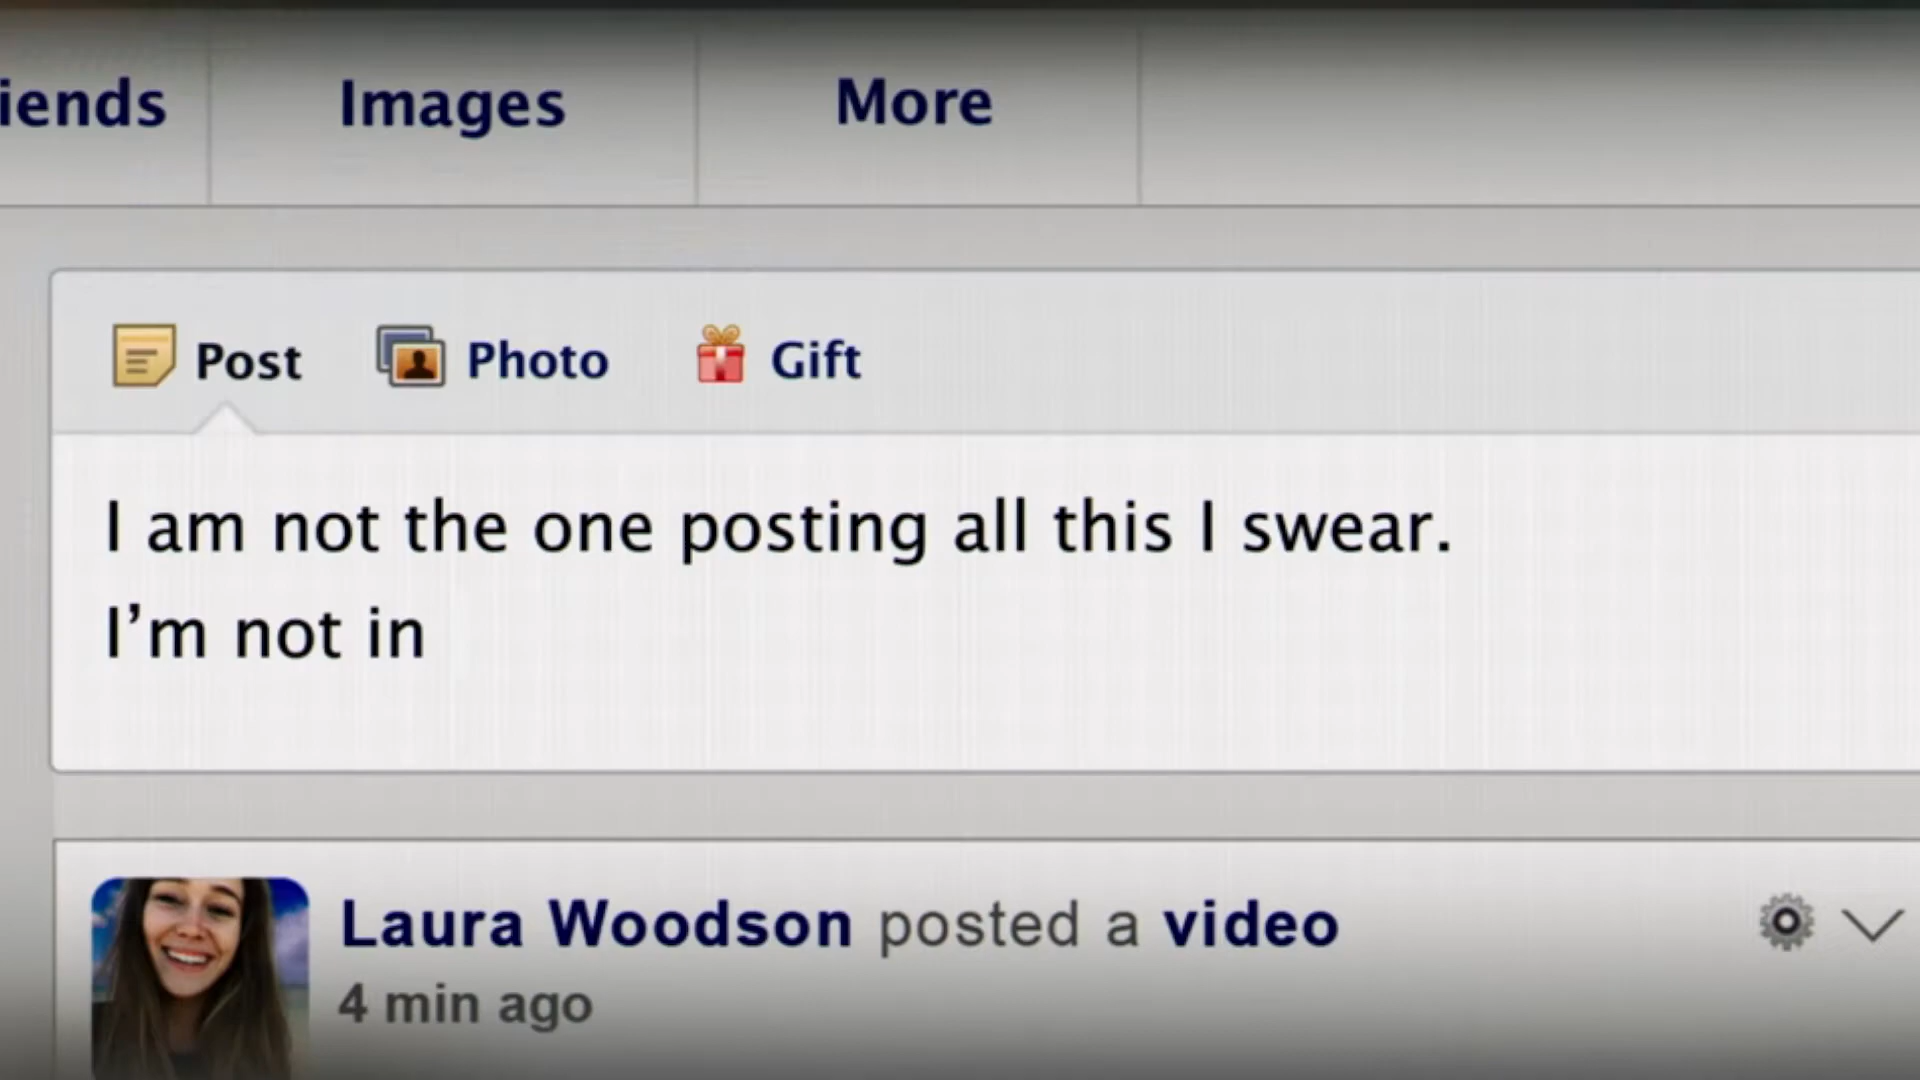 iends Images More
Post Photo Gift
I am not the one posting all this I swear.
I’m not in
Laura Woodson posted a video
4 min ago